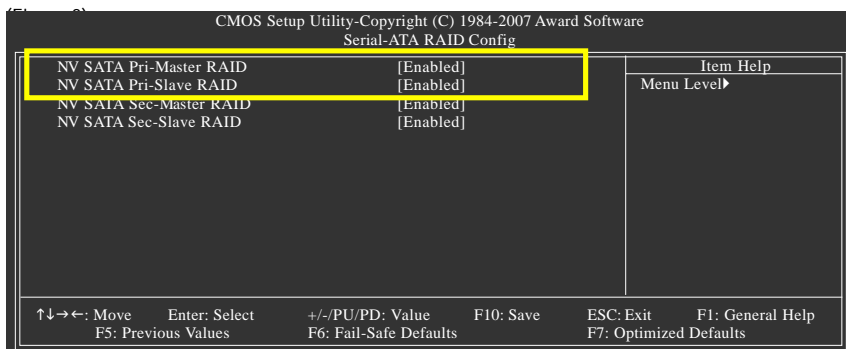 CMOS Setup Utility-Copyright (C) 1984-2007 Award Software
Serial-ATA RAID Config
NV SATA Pri-Master RAID [Enabled]
NV SATA Pri-Slave RAID [Enabled]
NV SATA Sec-Master RAID [Enabled]
NV SATA Sec-Slave RAID [Enabled]
Item Help
Menu Level▶
↑↓→←: Move Enter: Select +/-/PU/PD: Value F10: Save ESC: Exit F1: General Help
F5: Previous Values F6: Fail-Safe Defaults F7: Optimized Defaults